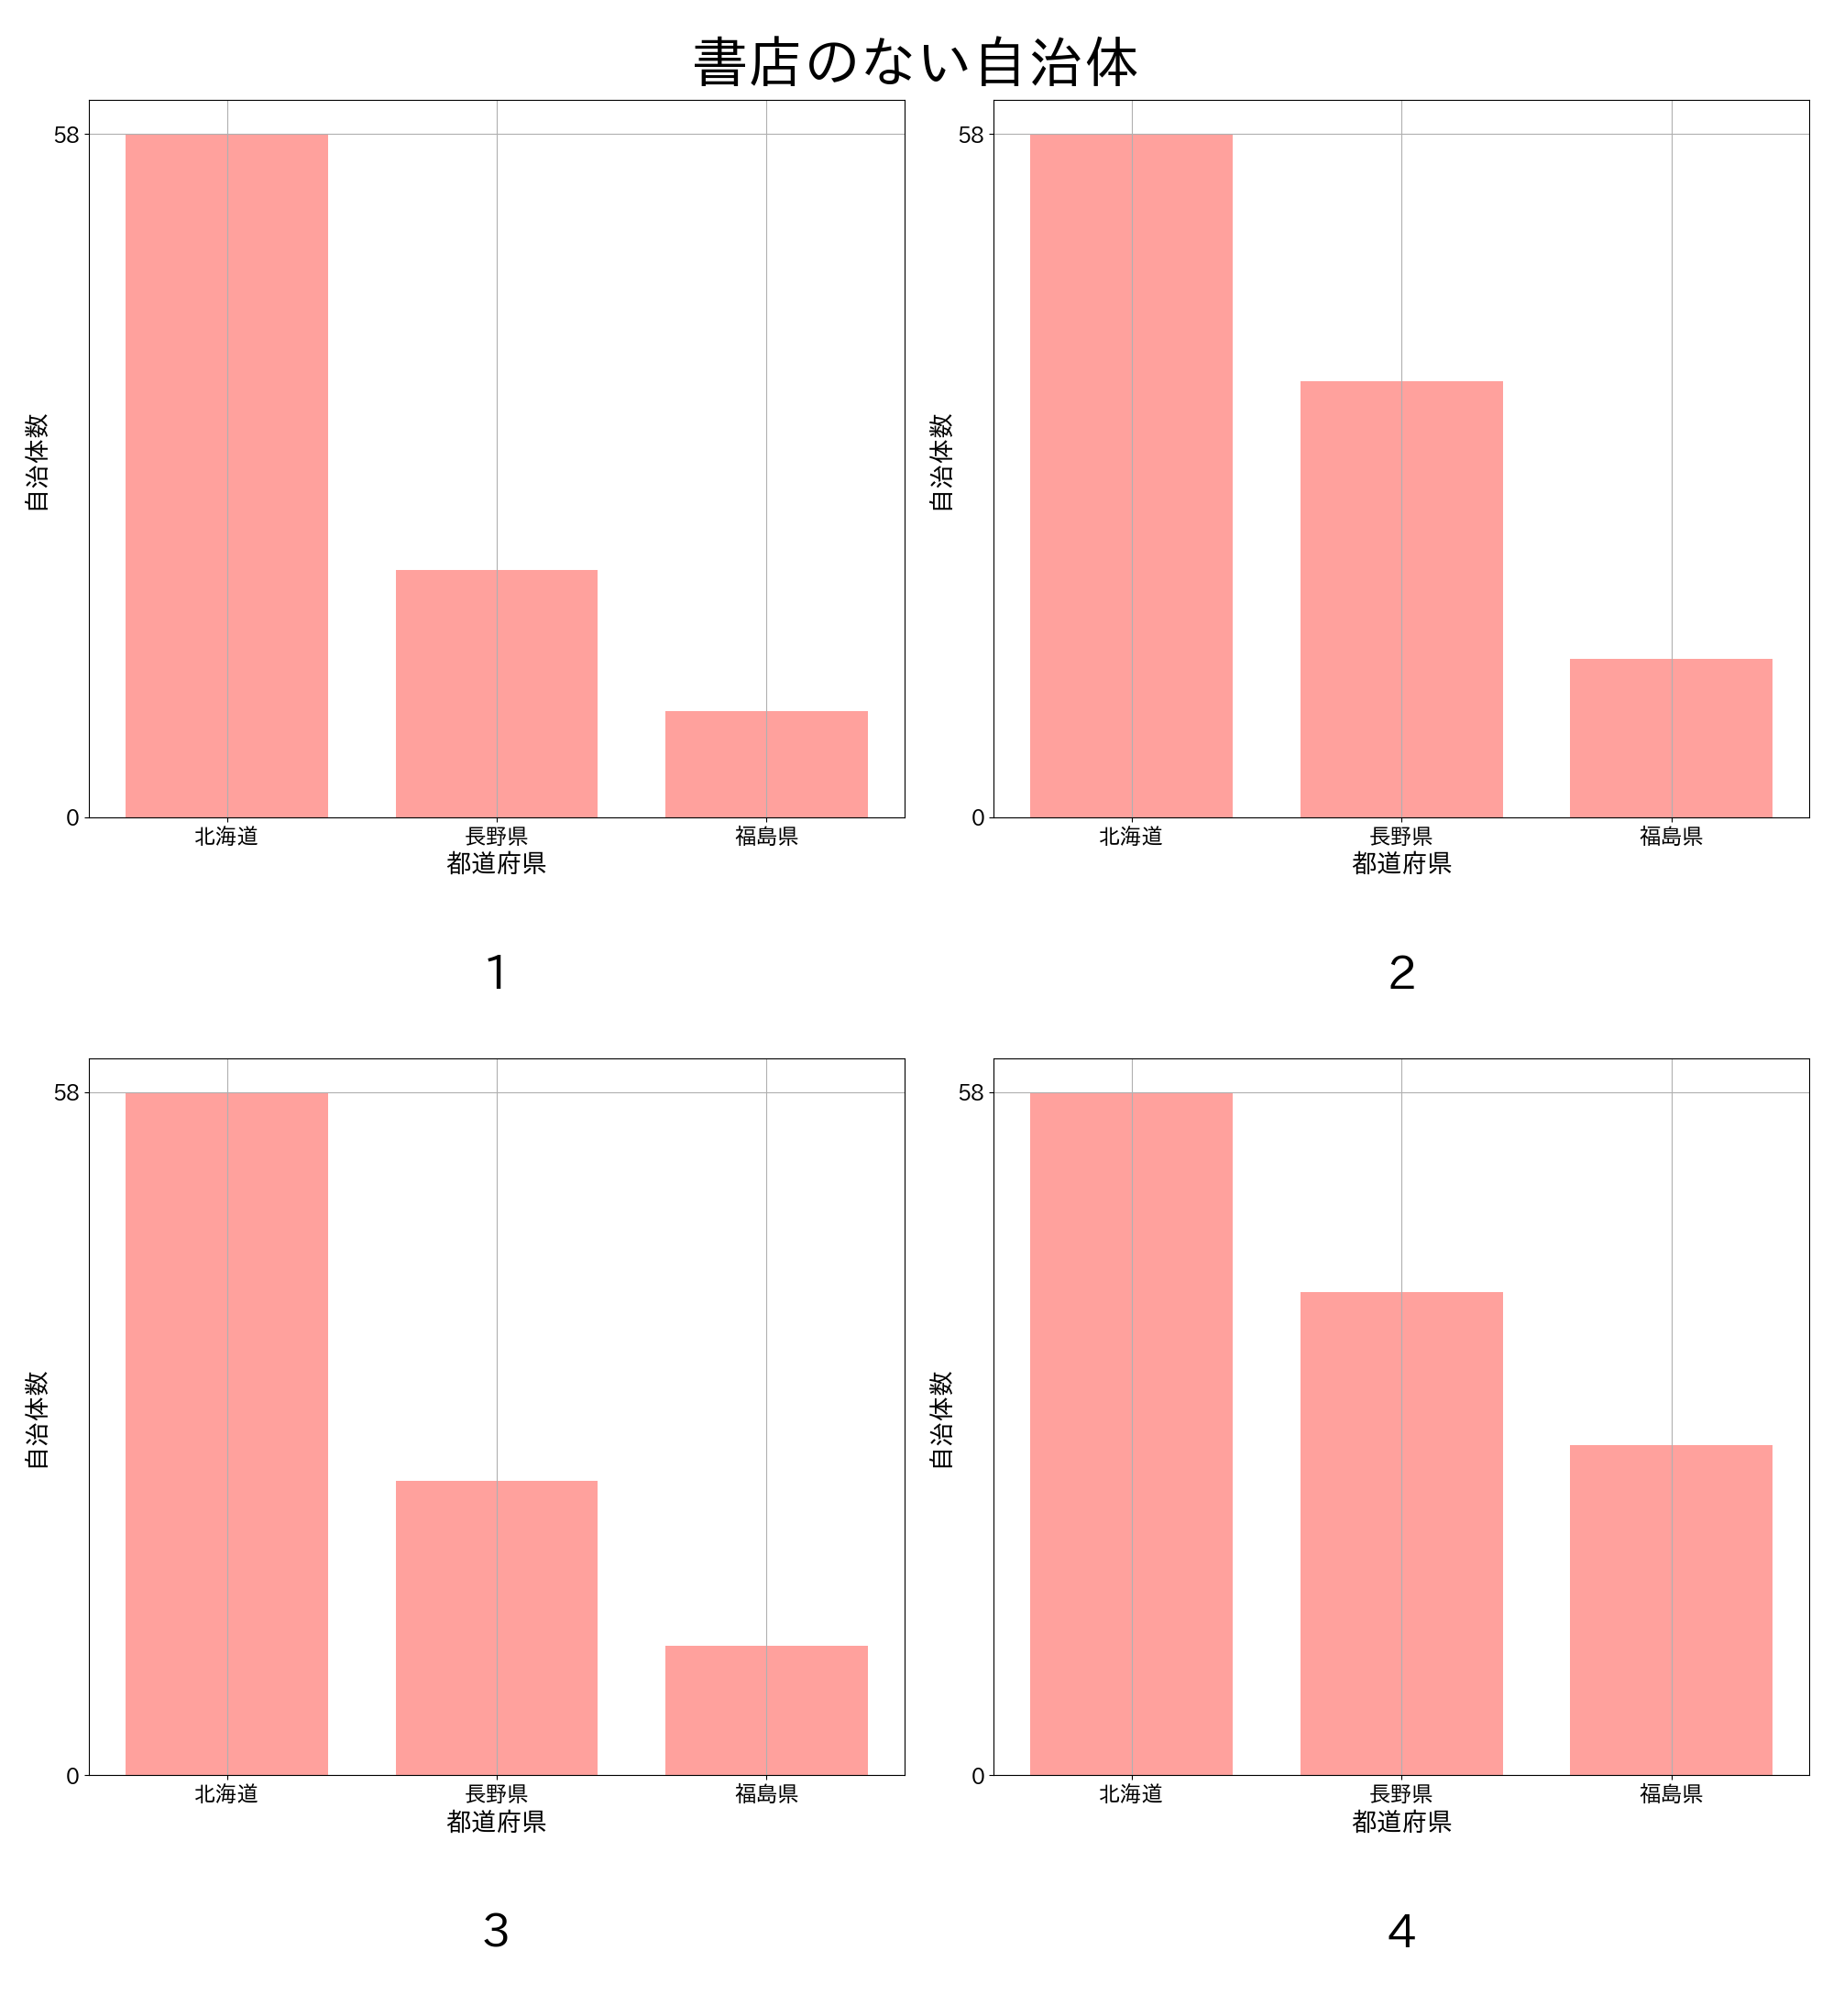 書店のない自治体
58
0
自治体数
北海道 長野県 福島県
都道府県
1
58
0
自治体数
北海道 長野県 福島県
都道府県
2
58
0
自治体数
北海道 長野県 福島県
都道府県
3
58
0
自治体数
北海道 長野県 福島県
都道府県
4